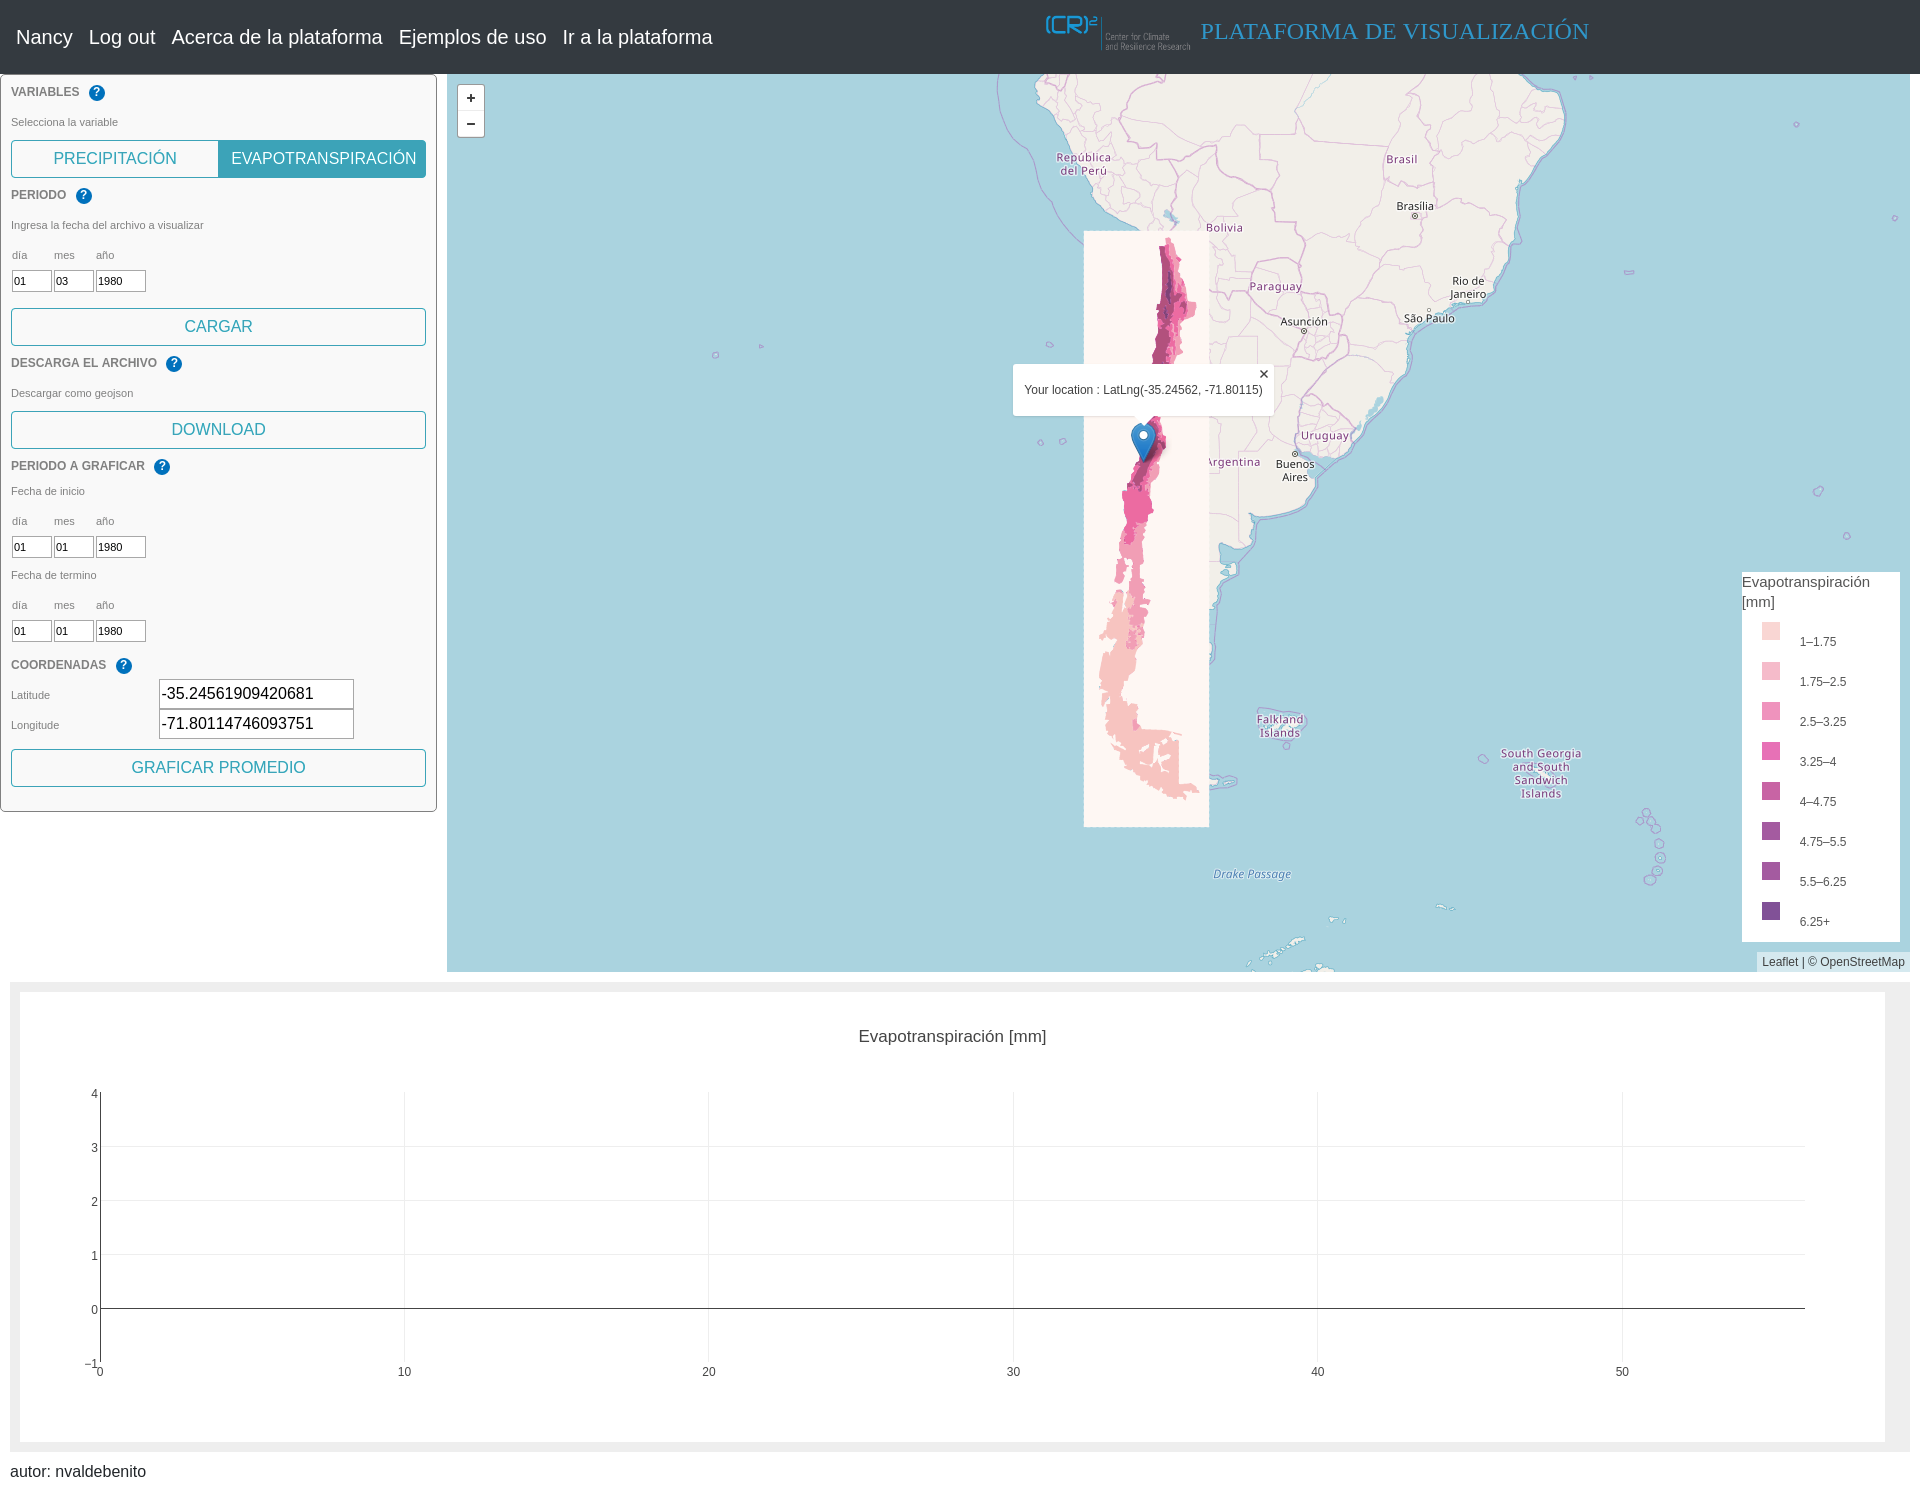 Nancy Log out Acerca de la plataforma Ejemplos de uso Ir a la plataforma
(CR)2
Center for Climate
and Resilience Research
PLATAFORMA DE VISUALIZACIÓN
VARIABLES ?
Selecciona la variable
PRECIPITACIÓN EVAPOTRANSPIRACIÓN
PERIODO ?
Ingresa la fecha del archivo a visualizar
día mes año
01 03 1980
CARGAR
DESCARGA EL ARCHIVO ?
Descargar como geojson
DOWNLOAD
PERIODO A GRAFICAR ?
Fecha de inicio
día mes año
01 01 1980
Fecha de termino
día mes año
01 01 1980
COORDENADAS ?
Latitude -35.24561909420681
Longitude -71.80114746093751
GRAFICAR PROMEDIO
+
−
República
del Perú
Brasil
Brasília
Bolivia
Paraguay
Rio de
Janeiro
São Paulo
Asunción
×
Your location : LatLng(-35.24562, -71.80115)
Uruguay
Argentina
Buenos
Aires
Falkland
Islands
South Georgia
and South
Sandwich
Islands
Drake Passage
Evapotranspiración
[mm]
1–1.75
1.75–2.5
2.5–3.25
3.25–4
4–4.75
4.75–5.5
5.5–6.25
6.25+
Leaflet | © OpenStreetMap
Evapotranspiración [mm]
4
3
2
1
0
−1
0 10 20 30 40 50
autor: nvaldebenito